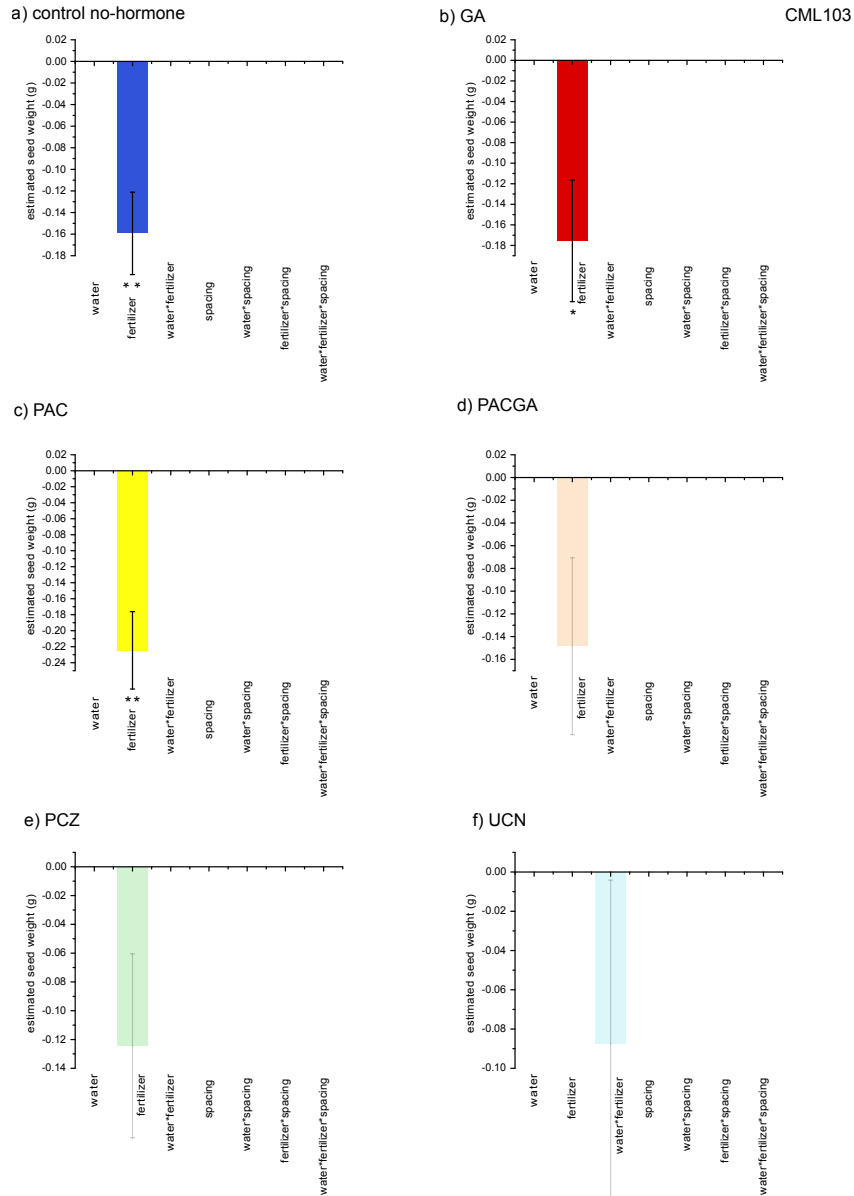 a) control no-hormone
b) GA
CML103
estimated seed weight (g)
0.02
0.00
-0.02
-0.04
-0.06
-0.08
-0.10
-0.12
-0.14
-0.16
-0.18
water
fertilizer **
water*fertilizer
spacing
water*spacing
fertilizer*spacing
water*fertilizer*spacing
estimated seed weight (g)
0.02
0.00
-0.02
-0.04
-0.06
-0.08
-0.10
-0.12
-0.14
-0.16
-0.18
water
* fertilizer
water*fertilizer
spacing
water*spacing
fertilizer*spacing
water*fertilizer*spacing
c) PAC
d) PACGA
estimated seed weight (g)
0.02
0.00
-0.02
-0.04
-0.06
-0.08
-0.10
-0.12
-0.14
-0.16
-0.18
-0.20
-0.22
-0.24
water
fertilizer **
water*fertilizer
spacing
water*spacing
fertilizer*spacing
water*fertilizer*spacing
estimated seed weight (g)
0.02
0.00
-0.02
-0.04
-0.06
-0.08
-0.10
-0.12
-0.14
-0.16
water
fertilizer
water*fertilizer
spacing
water*spacing
fertilizer*spacing
water*fertilizer*spacing
e) PCZ
f) UCN
estimated seed weight (g)
0.00
-0.02
-0.04
-0.06
-0.08
-0.10
-0.12
-0.14
water
fertilizer
water*fertilizer
spacing
water*spacing
fertilizer*spacing
water*fertilizer*spacing
estimated seed weight (g)
0.00
-0.02
-0.04
-0.06
-0.08
-0.10
water
fertilizer
water*fertilizer
spacing
water*spacing
fertilizer*spacing
water*fertilizer*spacing